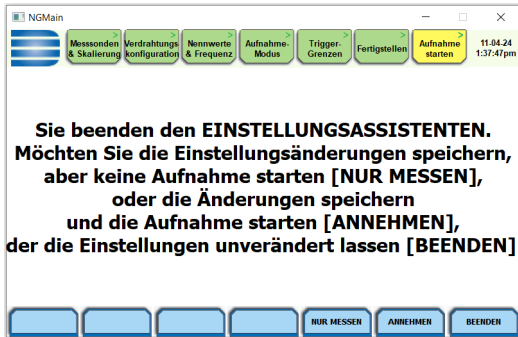 NGMain
Messsonden & Skalierung
Verdrahtungs- konfiguration
Nennwerte & Frequenz
Aufnahme- Modus
Trigger- Grenzen
Fertigstellen
Aufnahme starten
11-04-24
1:37:47pm
Sie beenden den EINSTELLUNGSASSISTENTEN.
Möchten Sie die Einstellungsänderungen speichern,
aber keine Aufnahme starten [NUR MESSEN],
oder die Änderungen speichern
und die Aufnahme starten [ANNEHMEN],
der die Einstellungen unverändert lassen [BEENDEN]
NUR MESSEN
ANNEHMEN
BEENDEN